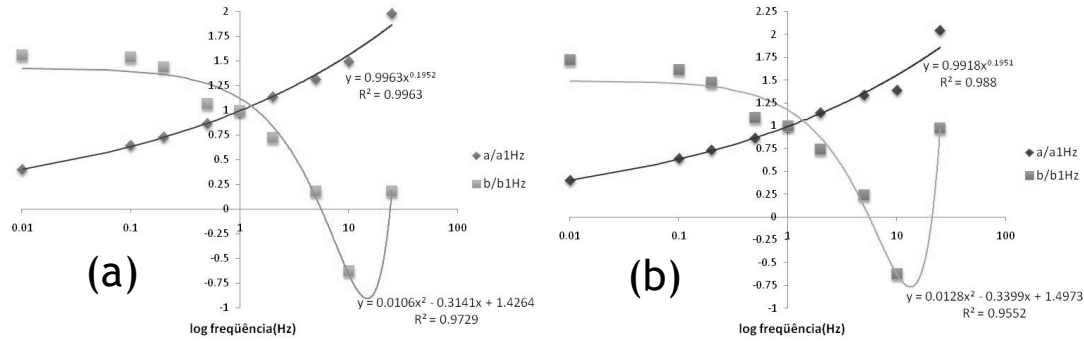 2
1.75
1.5
1.25
1
0.75
0.5
0.25
0
-0.25
-0.5
-0.75
-1
0.01
0.1
1
10
100
y = 0.9963x^0.1952
R² = 0.9963
a/a1Hz
b/b1Hz
y = 0.0106x² - 0.3141x + 1.4264
R² = 0.9729
log freqüência(Hz)
(a)
2.25
2
1.75
1.5
1.25
1
0.75
0.5
0.25
0
-0.25
-0.5
-0.75
-1
0.01
0.1
1
10
100
y = 0.9918x^0.1951
R² = 0.988
a/a1Hz
b/b1Hz
y = 0.0128x² - 0.3399x + 1.4973
R² = 0.9552
log freqüência(Hz)
(b)